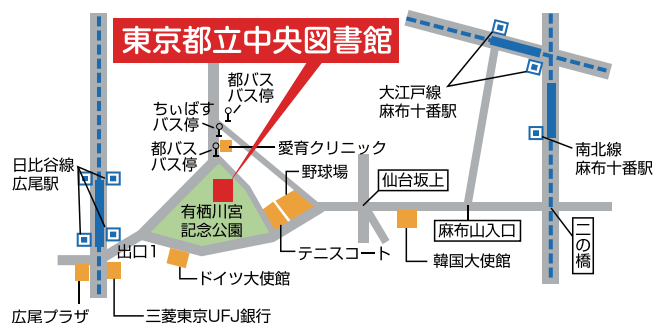 東京都立中央図書館
都バス
バス停
ちぃばす
バス停
都バス
バス停
愛育クリニック
野球場
大江戸線
麻布十番駅
南北線
麻布十番駅
日比谷線
広尾駅
有栖川宮
記念公園
仙台坂上
麻布山入口
二の橋
テニスコート
韓国大使館
出口1
ドイツ大使館
広尾プラザ
三菱東京UFJ銀行